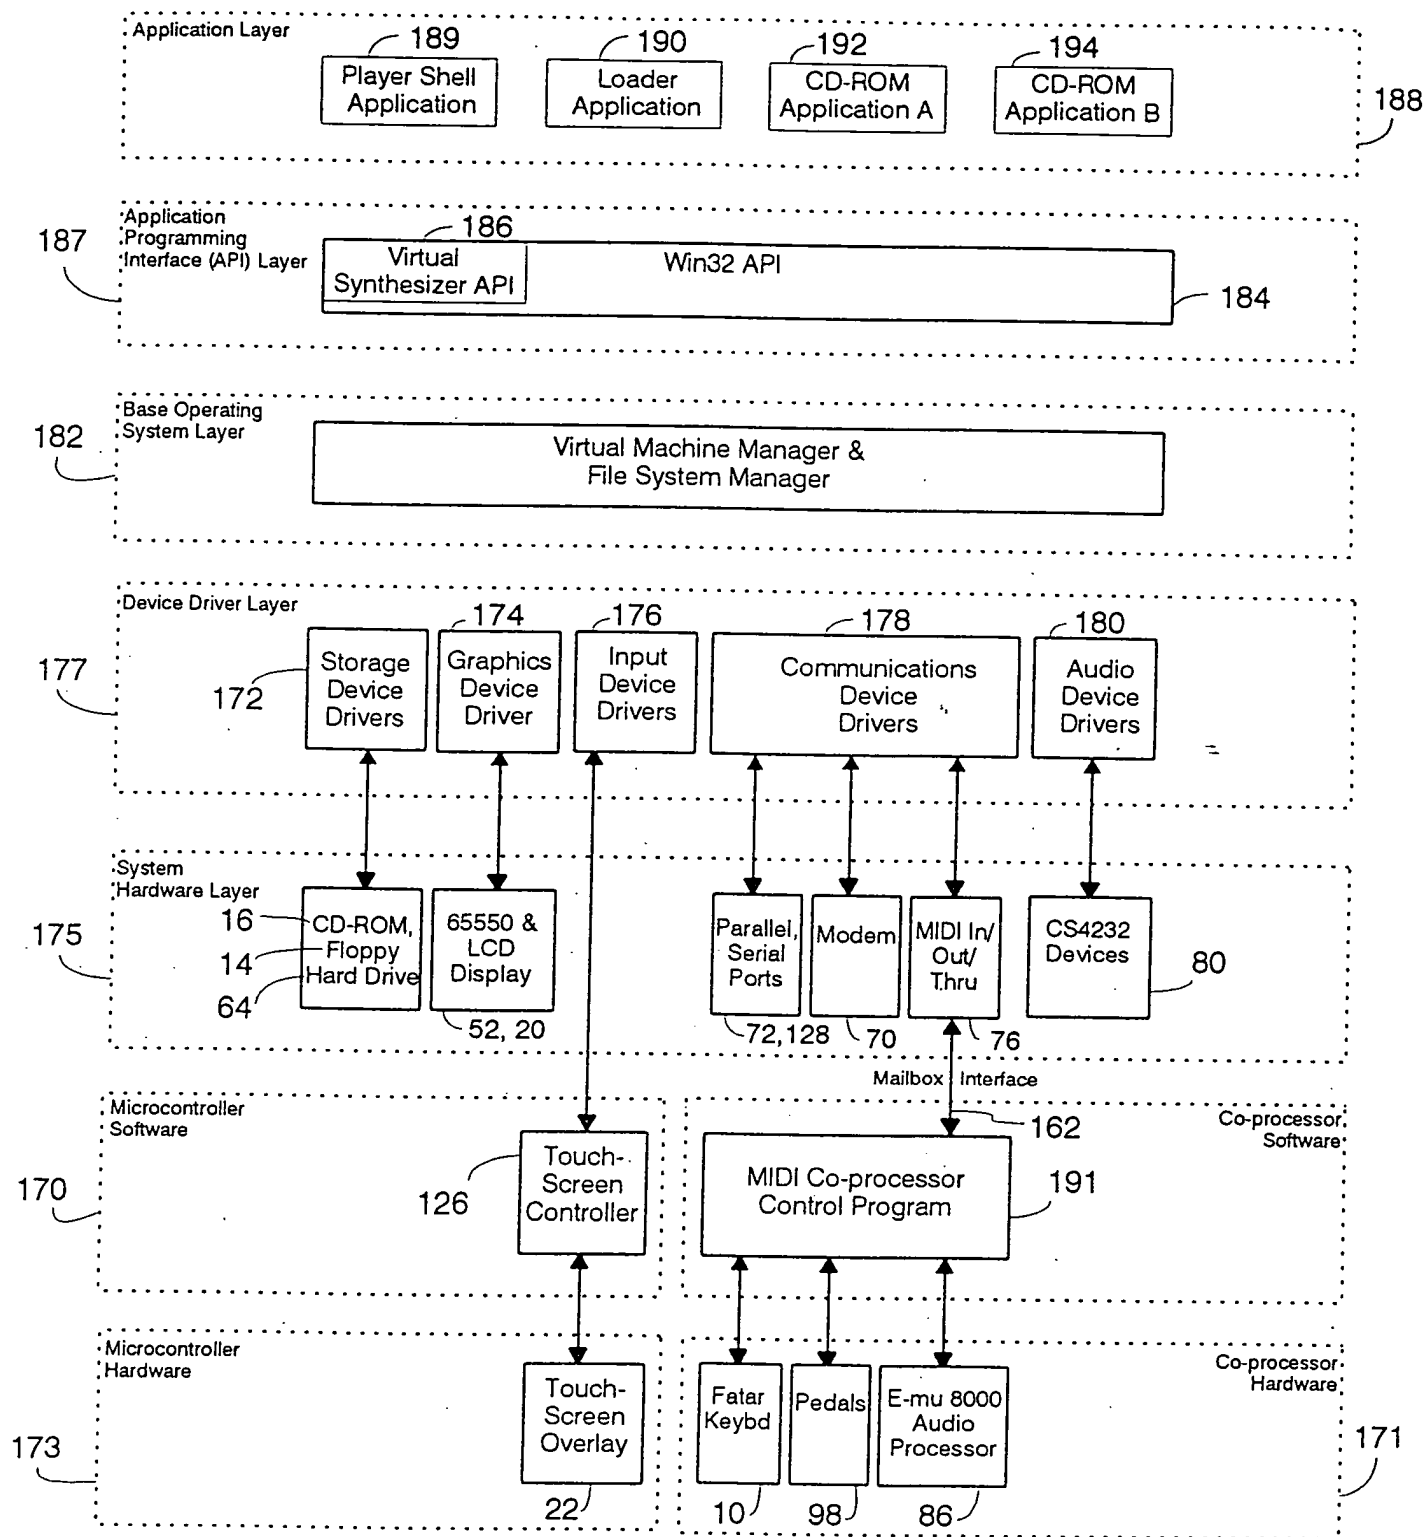 Application Layer
189
190
192
194
Player Shell
Application
Loader
Application
CD-ROM
Application A
CD-ROM
Application B
188
Application
Programming
Interface (API) Layer
187
186
Virtual
Synthesizer API
Win32 API
184
Base Operating
System Layer
182
Virtual Machine Manager &
File System Manager
Device Driver Layer
174
176
178
180
177
172
Storage
Device
Drivers
Graphics
Device
Driver
Input
Device
Drivers
Communications
Device
Drivers
Audio
Device
Drivers
System
Hardware Layer
175
16
14
64
CD-ROM,
Floppy
Hard Drive
65550 &
LCD
Display
52, 20
Parallel,
Serial
Ports
72,128
Modem
70
MIDI In/
Out/
Thru
76
CS4232
Devices
80
Mailbox Interface
162
Microcontroller
Software
170
126
Touch-
Screen
Controller
Co-processor
Software
MIDI Co-processor
Control Program
191
Microcontroller
Hardware
173
Touch-
Screen
Overlay
22
Co-processor
Hardware
Fatar
Keybd
10
Pedals
98
E-mu 8000
Audio
Processor
86
171